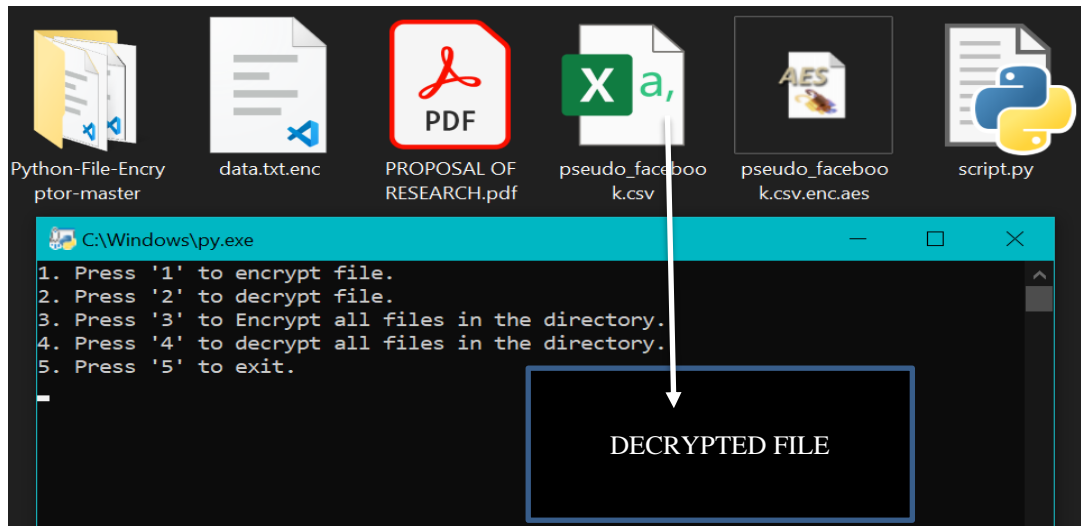 PDF
X a,
AES
Python-File-Encry
ptor-master
data.txt.enc
PROPOSAL OF
RESEARCH.pdf
pseudo_faceboo
k.csv
pseudo_faceboo
k.csv.enc.aes
script.py
C:\Windows\py.exe
1. Press '1' to encrypt file.
2. Press '2' to decrypt file.
3. Press '3' to Encrypt all files in the directory.
4. Press '4' to decrypt all files in the directory.
5. Press '5' to exit.
DECRYPTED FILE